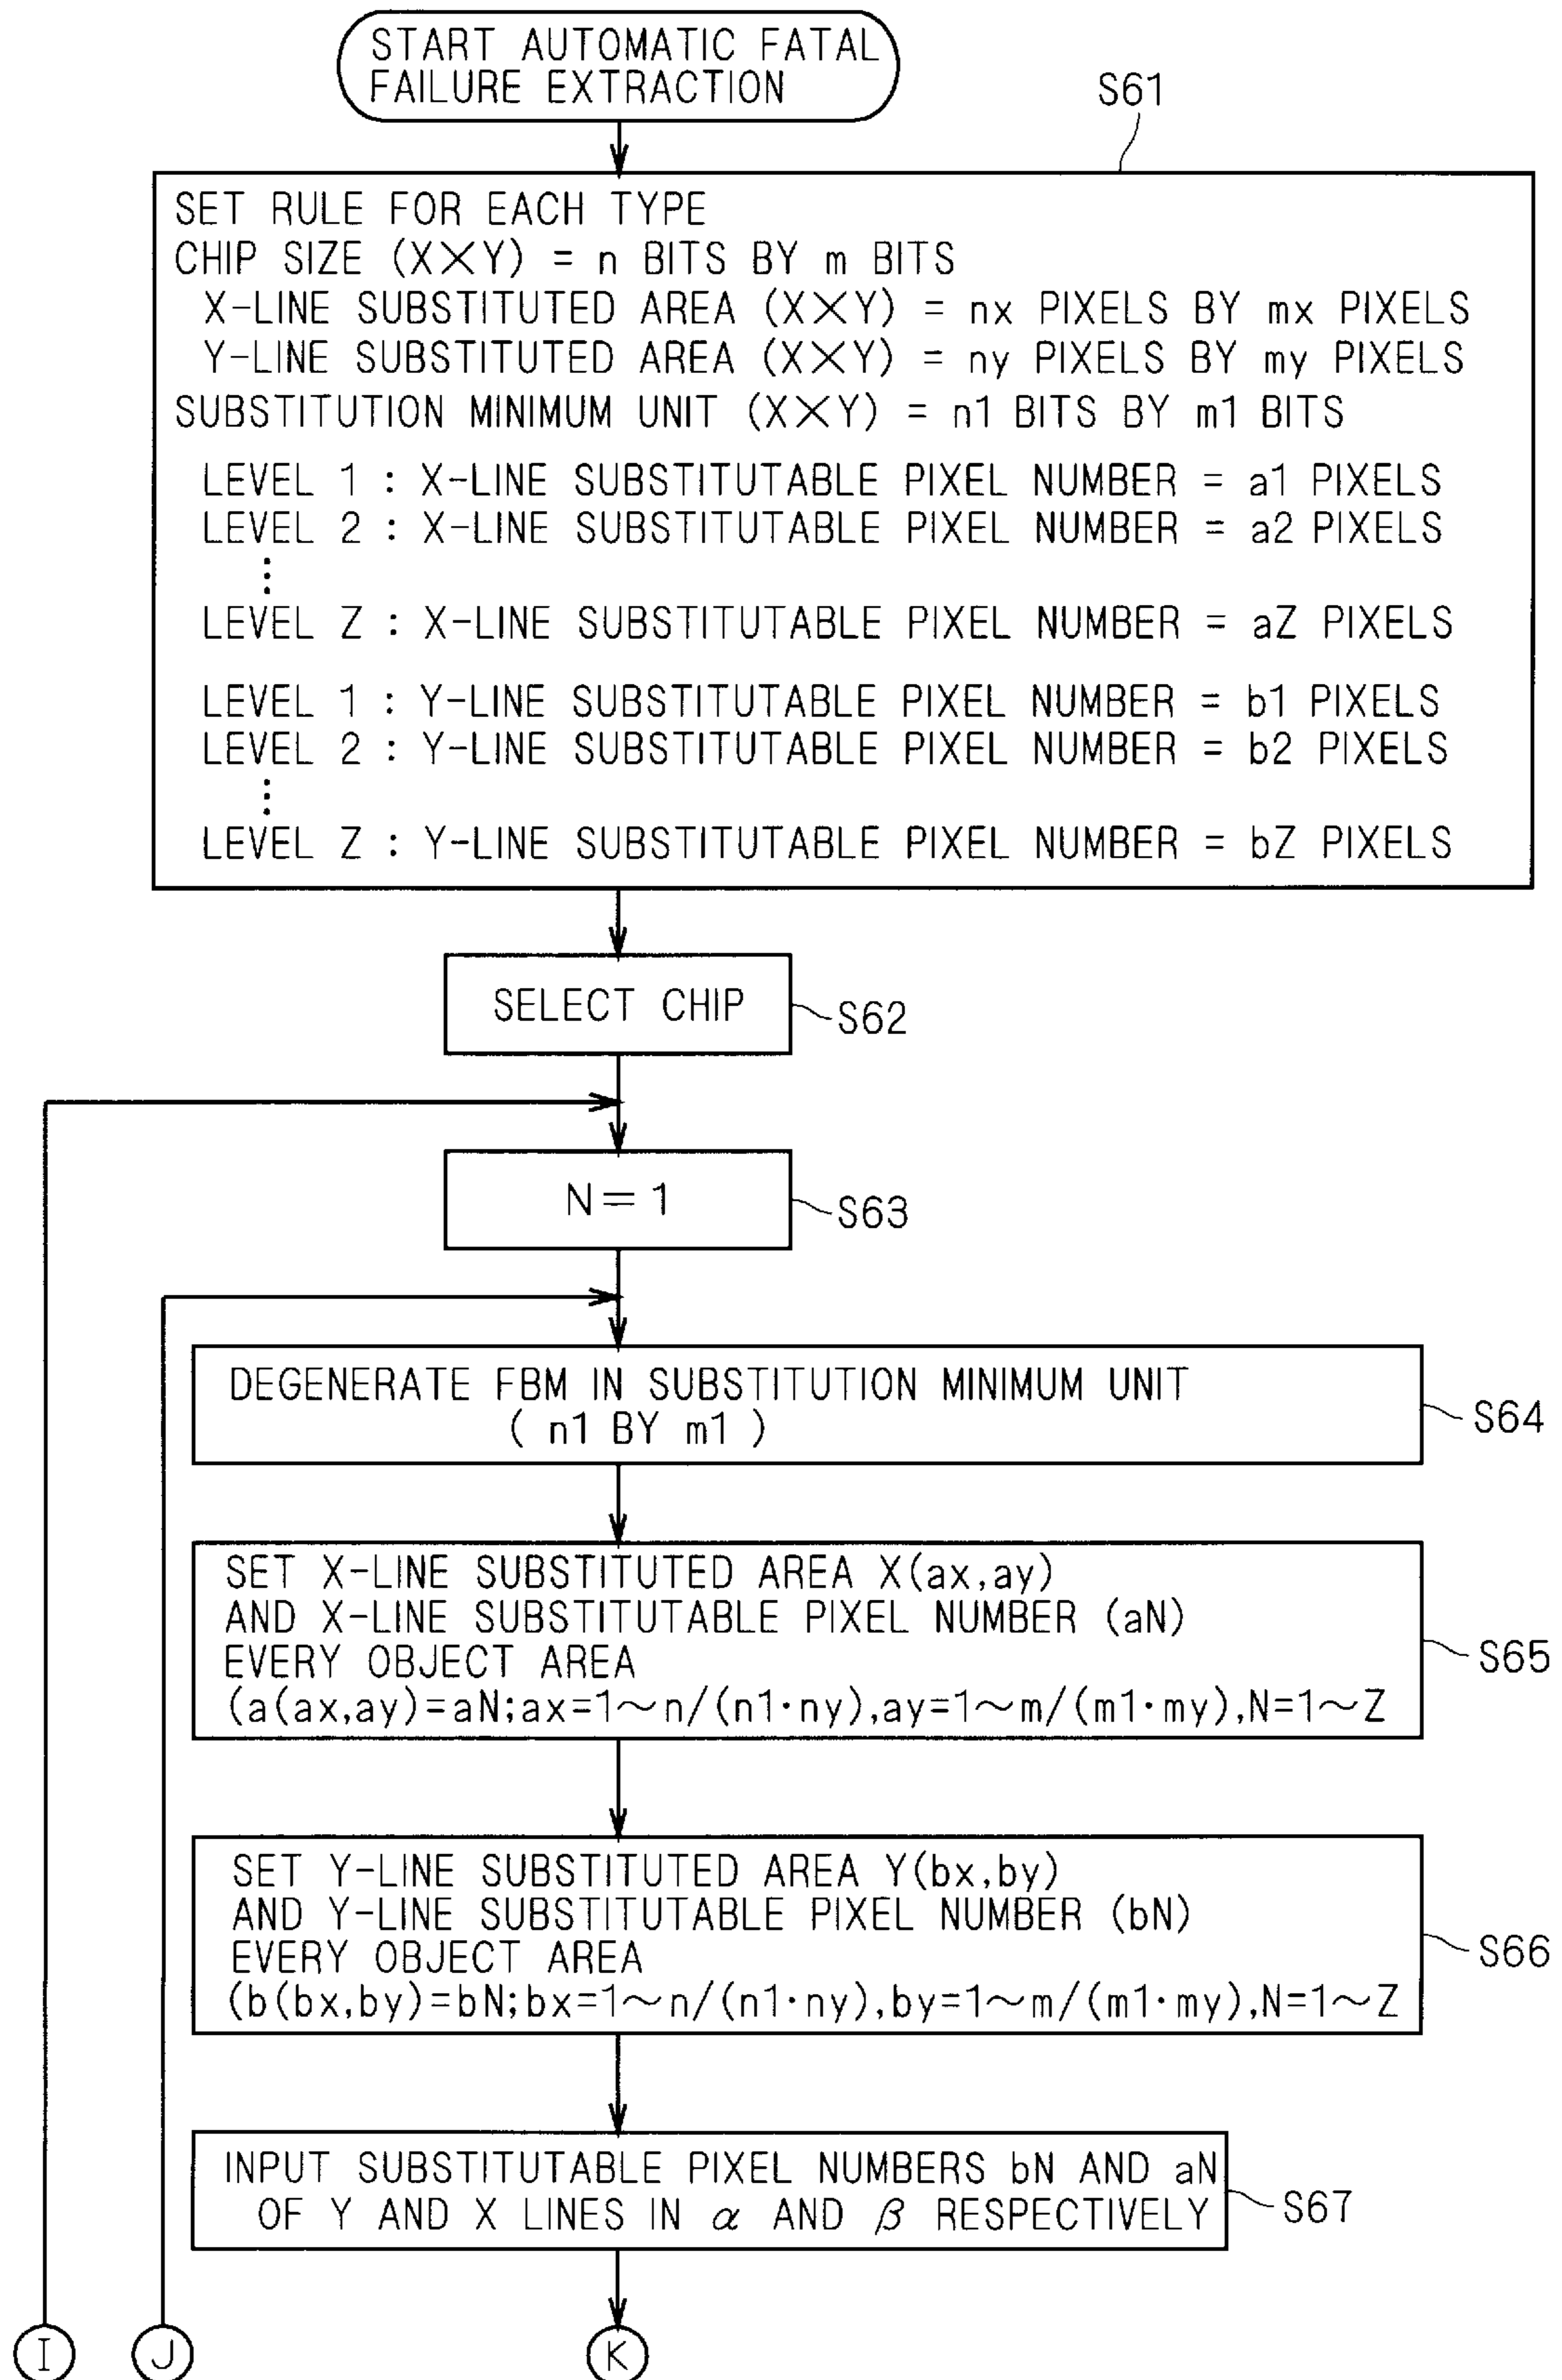 START AUTOMATIC FATAL
FAILURE EXTRACTION
S61
SET RULE FOR EACH TYPE
CHIP SIZE (X×Y) = n BITS BY m BITS
X-LINE SUBSTITUTED AREA (X×Y) = nx PIXELS BY mx PIXELS
Y-LINE SUBSTITUTED AREA (X×Y) = ny PIXELS BY my PIXELS
SUBSTITUTION MINIMUM UNIT (X×Y) = n1 BITS BY m1 BITS
LEVEL 1 : X-LINE SUBSTITUTABLE PIXEL NUMBER = a1 PIXELS
LEVEL 2 : X-LINE SUBSTITUTABLE PIXEL NUMBER = a2 PIXELS
⋮
LEVEL Z : X-LINE SUBSTITUTABLE PIXEL NUMBER = aZ PIXELS
LEVEL 1 : Y-LINE SUBSTITUTABLE PIXEL NUMBER = b1 PIXELS
LEVEL 2 : Y-LINE SUBSTITUTABLE PIXEL NUMBER = b2 PIXELS
⋮
LEVEL Z : Y-LINE SUBSTITUTABLE PIXEL NUMBER = bZ PIXELS
SELECT CHIP
S62
N=1
S63
DEGENERATE FBM IN SUBSTITUTION MINIMUM UNIT
( n1 BY m1 )
S64
SET X-LINE SUBSTITUTED AREA X(ax,ay)
AND X-LINE SUBSTITUTABLE PIXEL NUMBER (aN)
EVERY OBJECT AREA
(a(ax,ay)=aN;ax=1~n/(n1·ny),ay=1~m/(m1·my),N=1~Z
S65
SET Y-LINE SUBSTITUTED AREA Y(bx,by)
AND Y-LINE SUBSTITUTABLE PIXEL NUMBER (bN)
EVERY OBJECT AREA
(b(bx,by)=bN;bx=1~n/(n1·ny),by=1~m/(m1·my),N=1~Z
S66
INPUT SUBSTITUTABLE PIXEL NUMBERS bN AND aN
OF Y AND X LINES IN α AND β RESPECTIVELY
S67
I
J
K